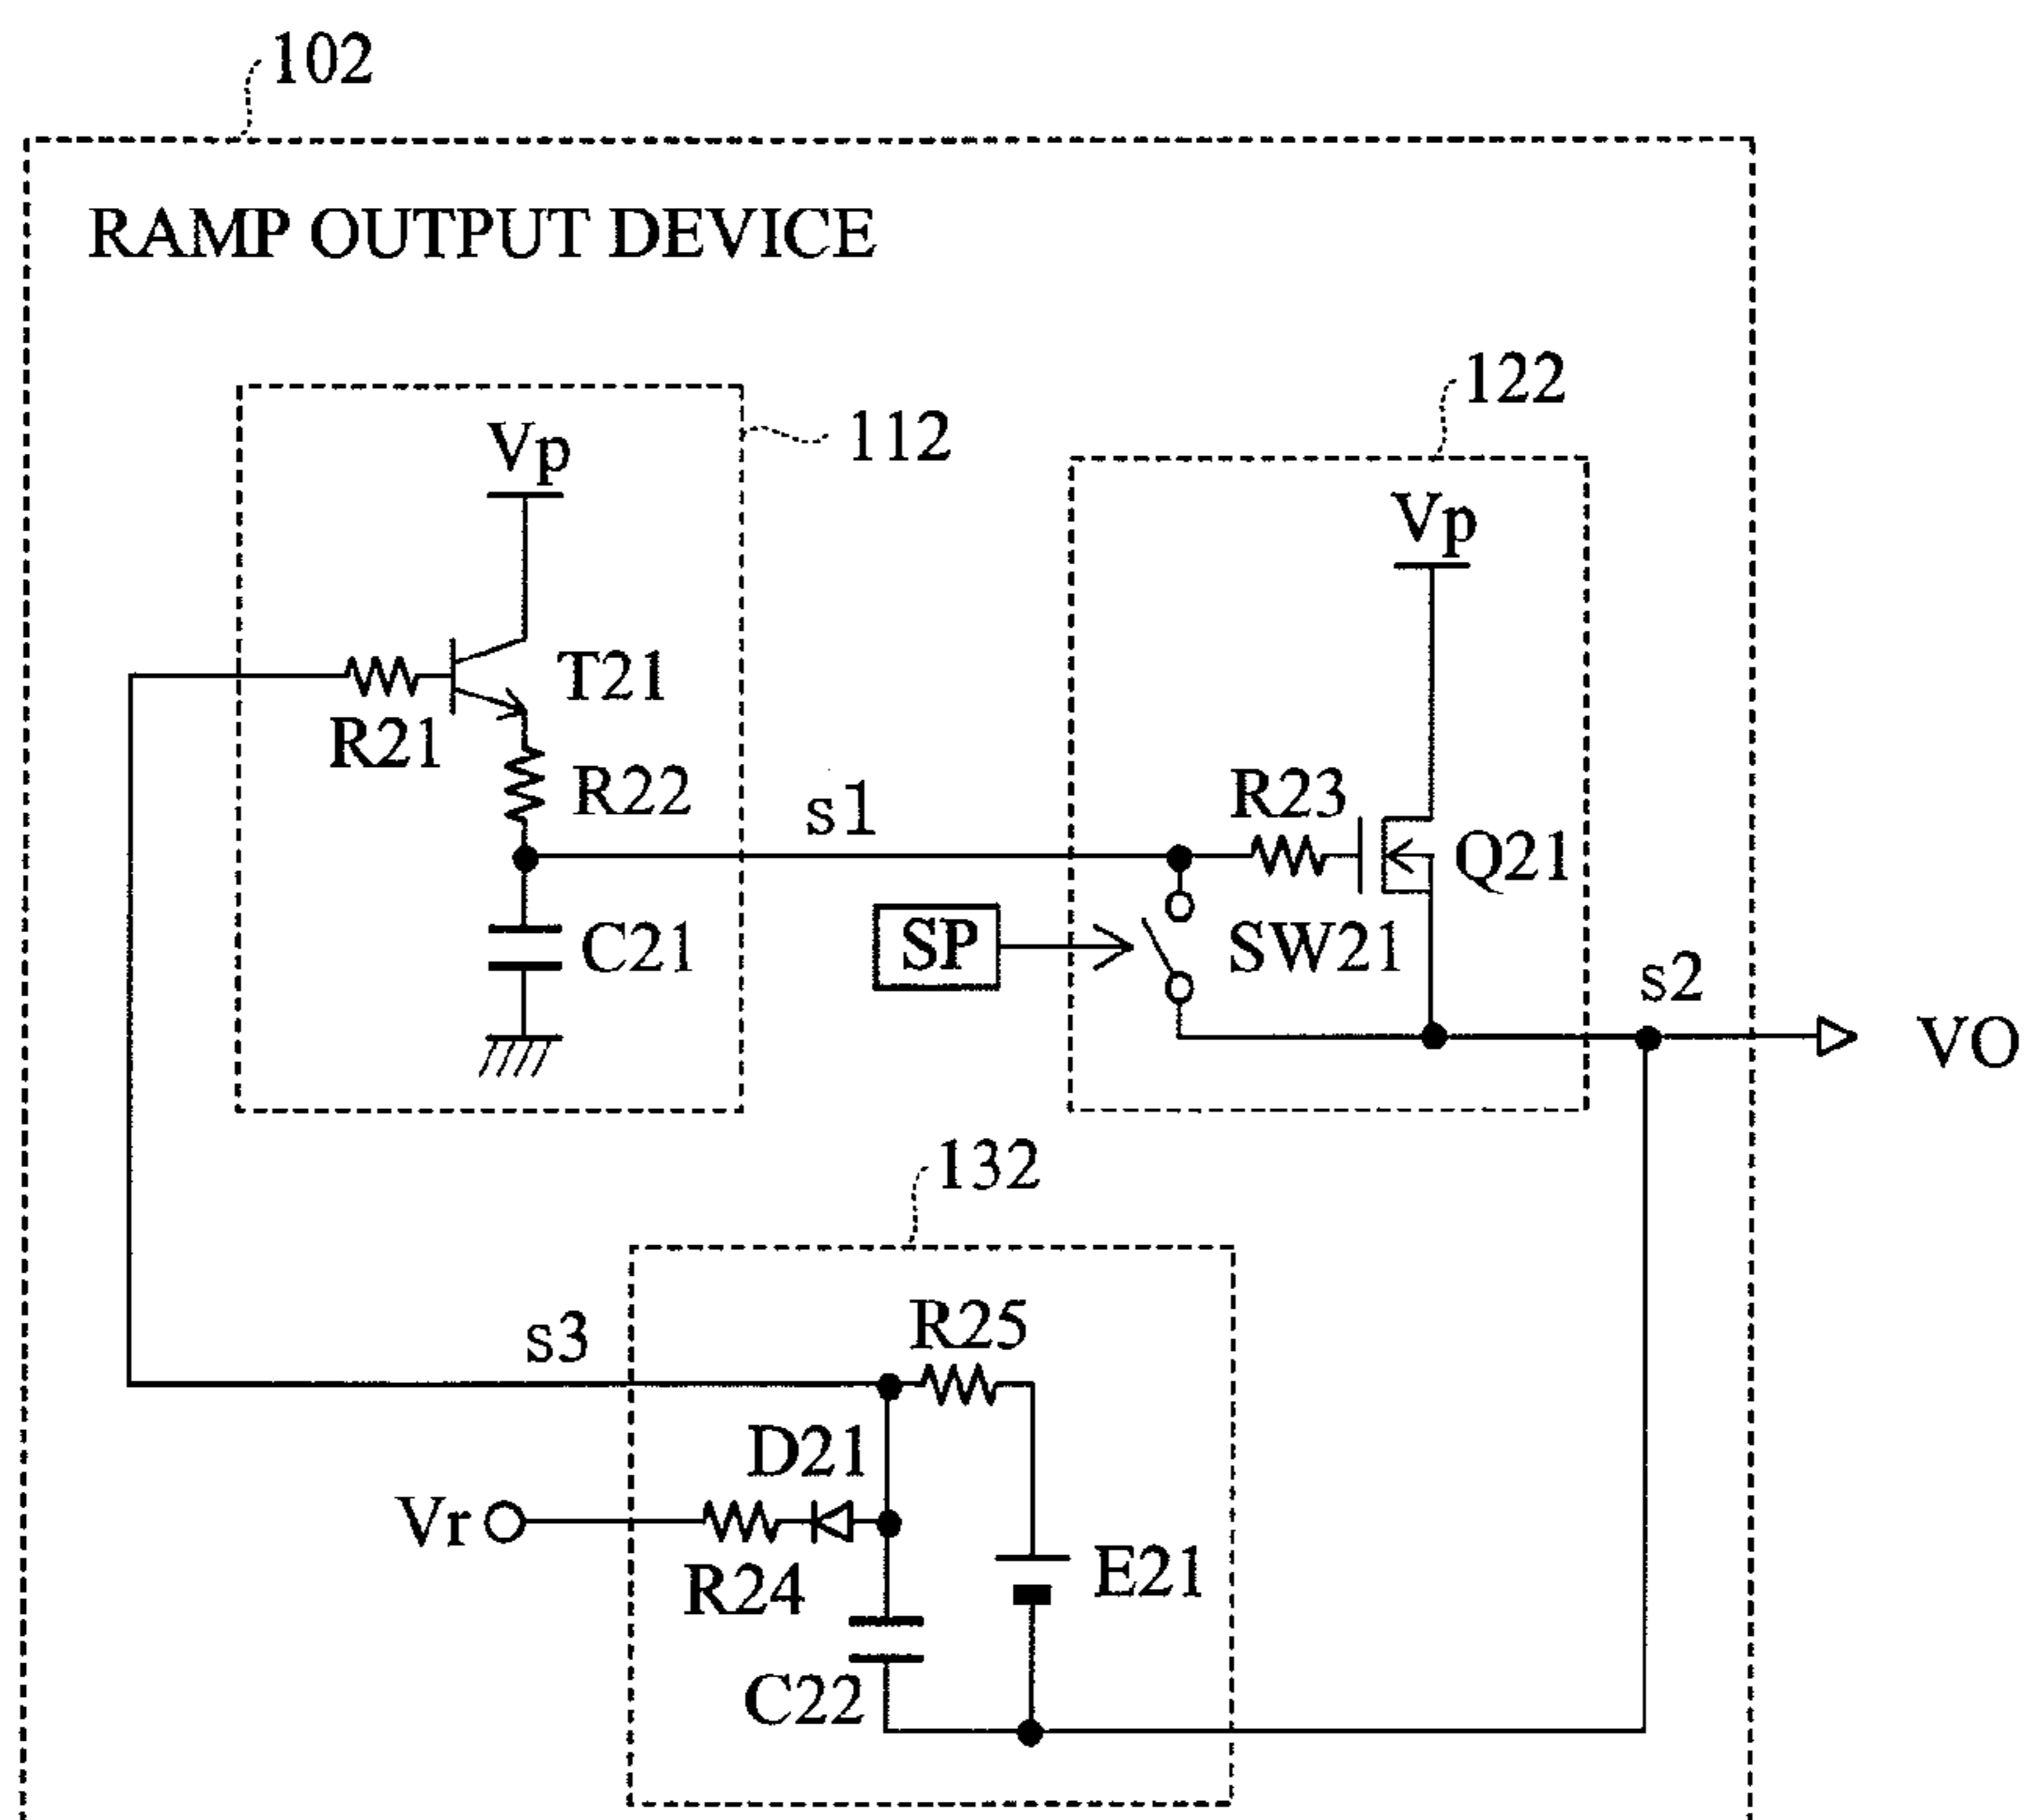 102
RAMP OUTPUT DEVICE
122
112
Vp
Vp
T21
R21
R22
s1
R23
Q21
C21
SP
SW21
s2
VO
132
s3
R25
D21
Vr
R24
E21
C22